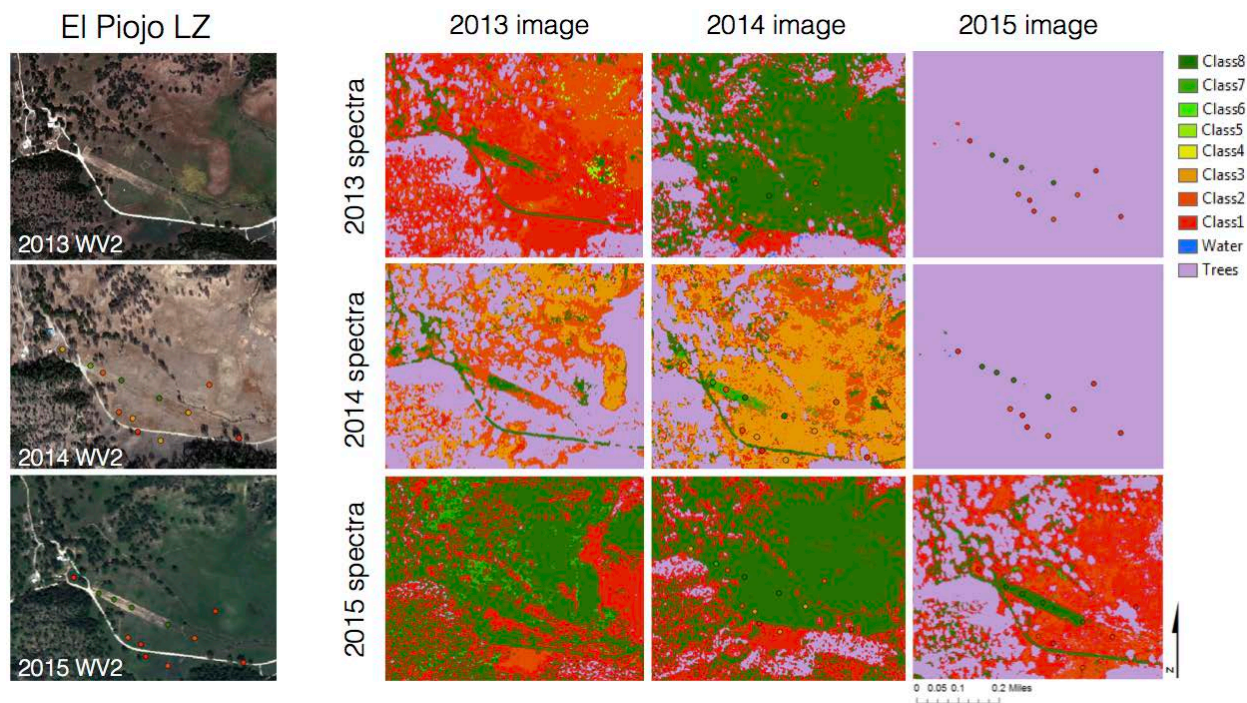 El Piojo LZ
2013 image
2014 image
2015 image
2013 WV2
2014 WV2
2015 WV2
2013 spectra
2014 spectra
2015 spectra
Class8
Class7
Class6
Class5
Class4
Class3
Class2
Class1
Water
Trees
N
0 0.05 0.1 0.2 Miles